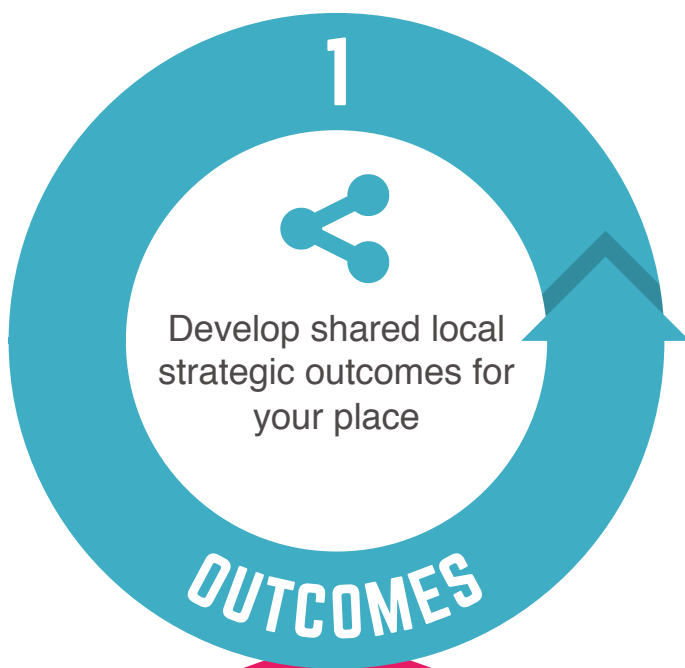 1
Develop shared local
strategic outcomes for
your place
OUTCOMES